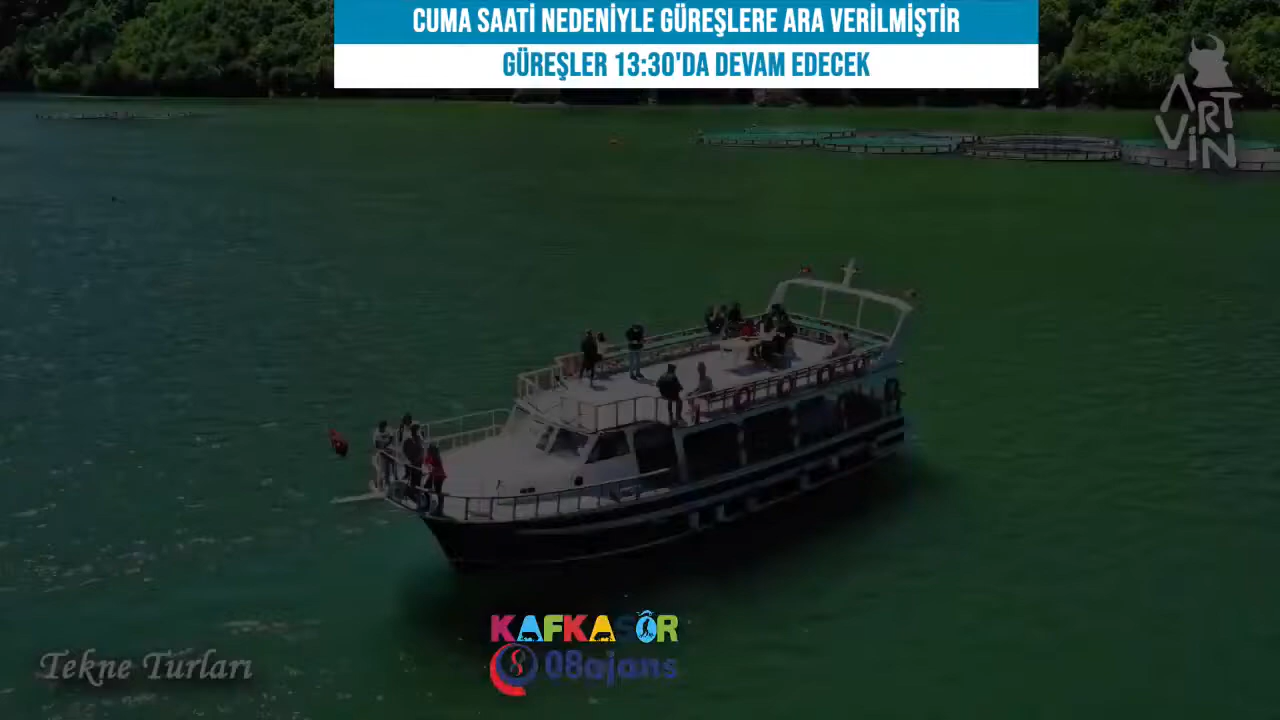 CUMA SAATİ NEDENİYLE GÜREŞLERE ARA VERİLMİŞTİR
GÜREŞLER 13:30'DA DEVAM EDECEK
ARTVİN
KAFKASÖR
08ajans
Tekne Turları